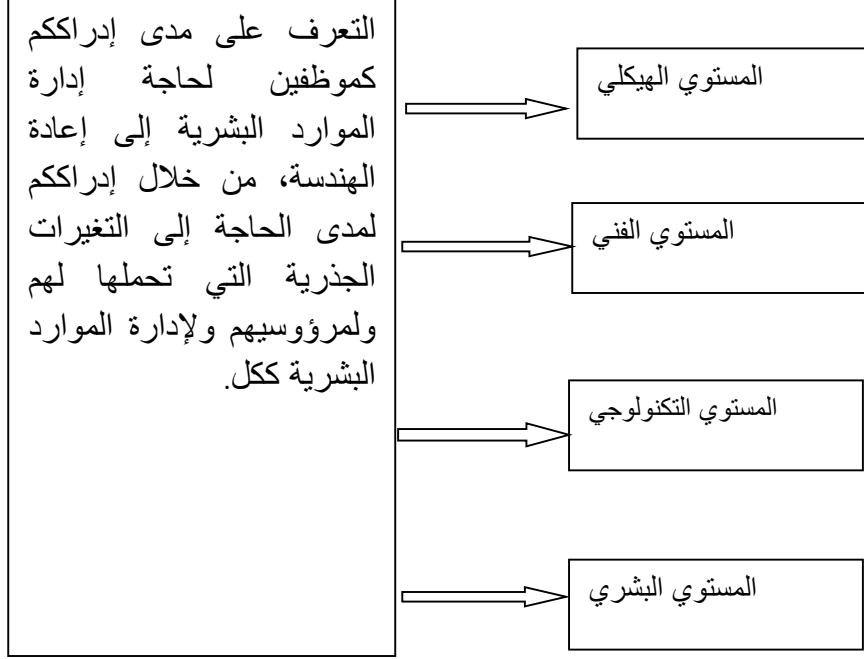 التعرف على مدى إدراككم
كموظفين لحاجة إدارة
الموارد البشرية إلى إعادة
الهندسة، من خلال إدراككم
لمدى الحاجة إلى التغيرات
الجذرية التي تحملها لهم
ولمرؤوسيهم ولإدارة الموارد
البشرية ككل.
المستوي الهيكلي
المستوي الفني
المستوي التكنولوجي
المستوي البشري